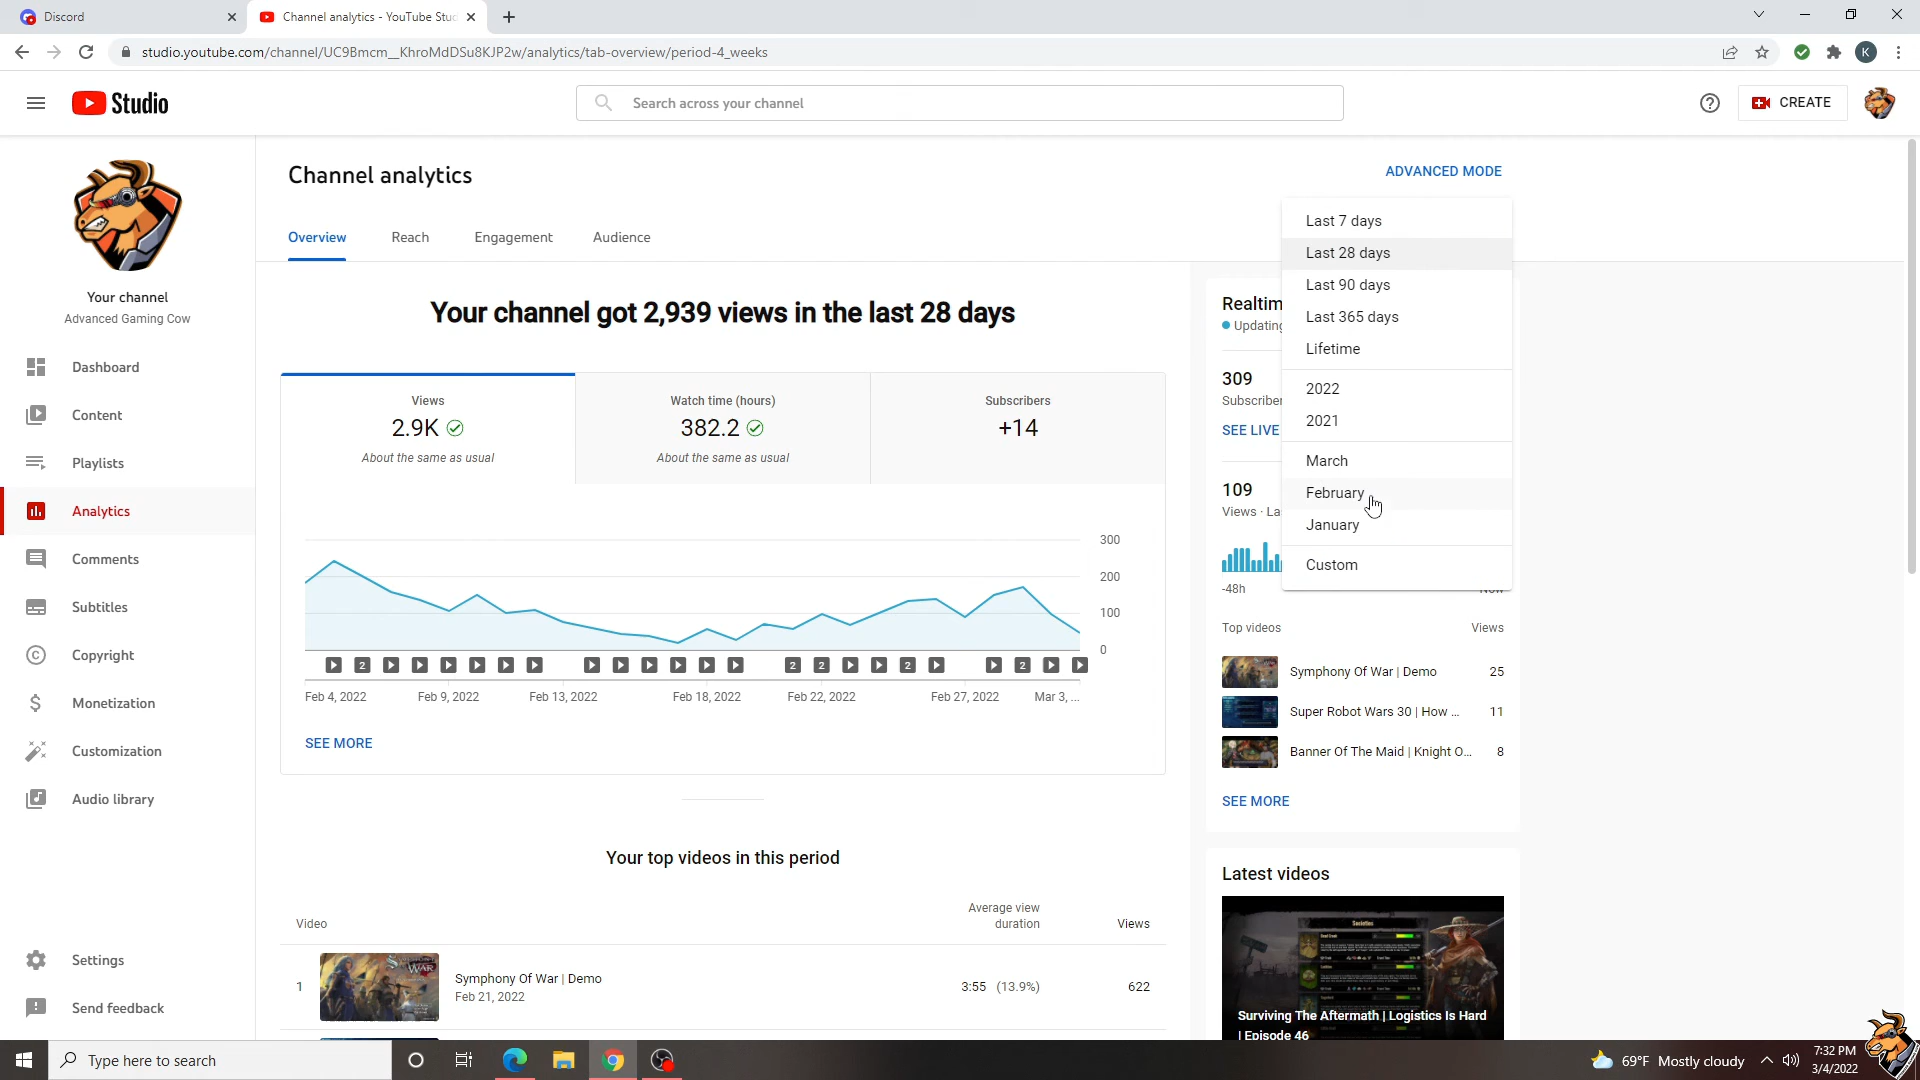 Discord
Channel analytics - YouTube Stu
studio.youtube.com/channel/UC9Bmcm__KhroMdDSu8KJP2w/analytics/tab-overview/period-4_weeks
K
Studio
Search across your channel
CREATE
Your channel
Advanced Gaming Cow
Dashboard
Content
Playlists
Analytics
Comments
Subtitles
Copyright
Monetization
Customization
Audio library
Settings
Send feedback
Channel analytics
ADVANCED MODE
Overview
Reach
Engagement
Audience
Last 7 days
Last 28 days
Last 90 days
Last 365 days
Lifetime
2022
2021
March
February
January
Custom
Your channel got 2,939 views in the last 28 days
Views
2.9K
About the same as usual
Watch time (hours)
382.2
About the same as usual
Subscribers
+14
300
200
100
0
2 2 2 2 2
Feb 4, 2022
Feb 9, 2022
Feb 13, 2022
Feb 18, 2022
Feb 22, 2022
Feb 27, 2022
Mar 3, ...
SEE MORE
Your top videos in this period
Video
Average view
duration
Views
1
Symphony Of War | Demo
Feb 21, 2022
3:55 (13.9%)
622
Realtim
Updating
309
Subscriber
SEE LIVE
109
Views · La
-48h
Now
Top videos
Views
Symphony Of War | Demo 25
Super Robot Wars 30 | How ... 11
Banner Of The Maid | Knight O... 8
SEE MORE
Latest videos
Societies
Surviving The Aftermath | Logistics Is Hard
| Episode 46
Type here to search
69°F Mostly cloudy
7:32 PM
3/4/2022